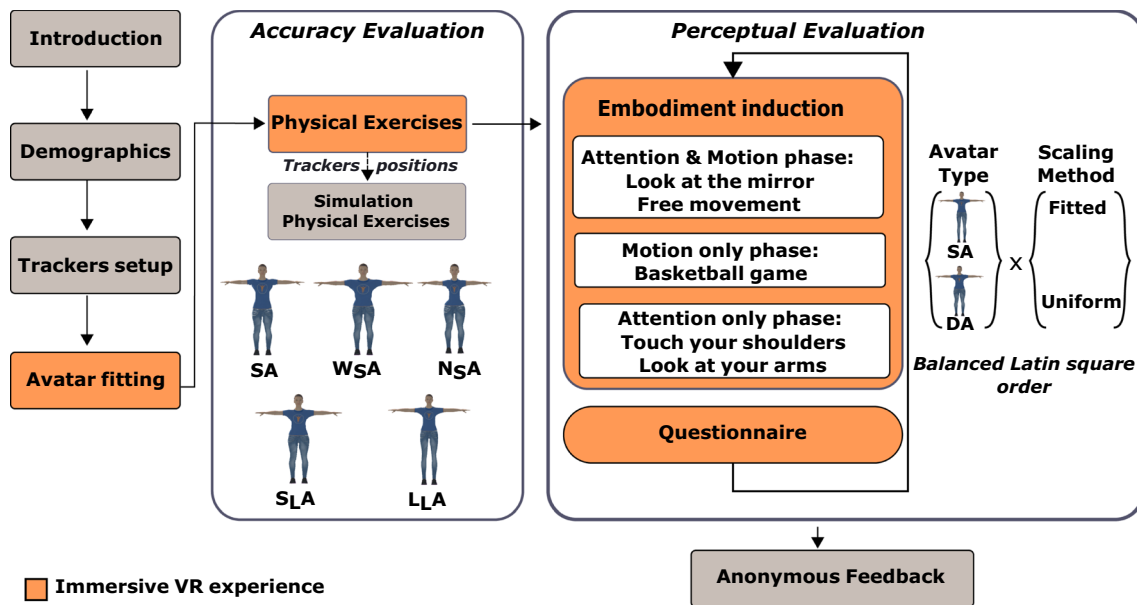 Introduction
Demographics
Trackers setup
Avatar fitting
Accuracy Evaluation
Physical Exercises
Trackers positions
Simulation
Physical Exercises
SA
WSA
NSA
SLA
LLA
Perceptual Evaluation
Embodiment induction
Attention & Motion phase:
Look at the mirror
Free movement
Motion only phase:
Basketball game
Attention only phase:
Touch your shoulders
Look at your arms
Questionnaire
Avatar
Type
SA
DA
x
Scaling
Method
Fitted
Uniform
Balanced Latin square
order
Anonymous Feedback
Immersive VR experience